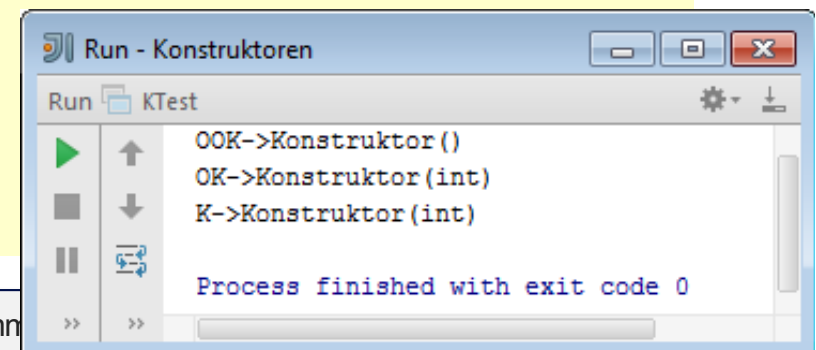 Run - Konstruktoren
Run KTest
OOK->Konstruktor()
OK->Konstruktor(int)
K->Konstruktor(int)
Process finished with exit code 0
>> >>